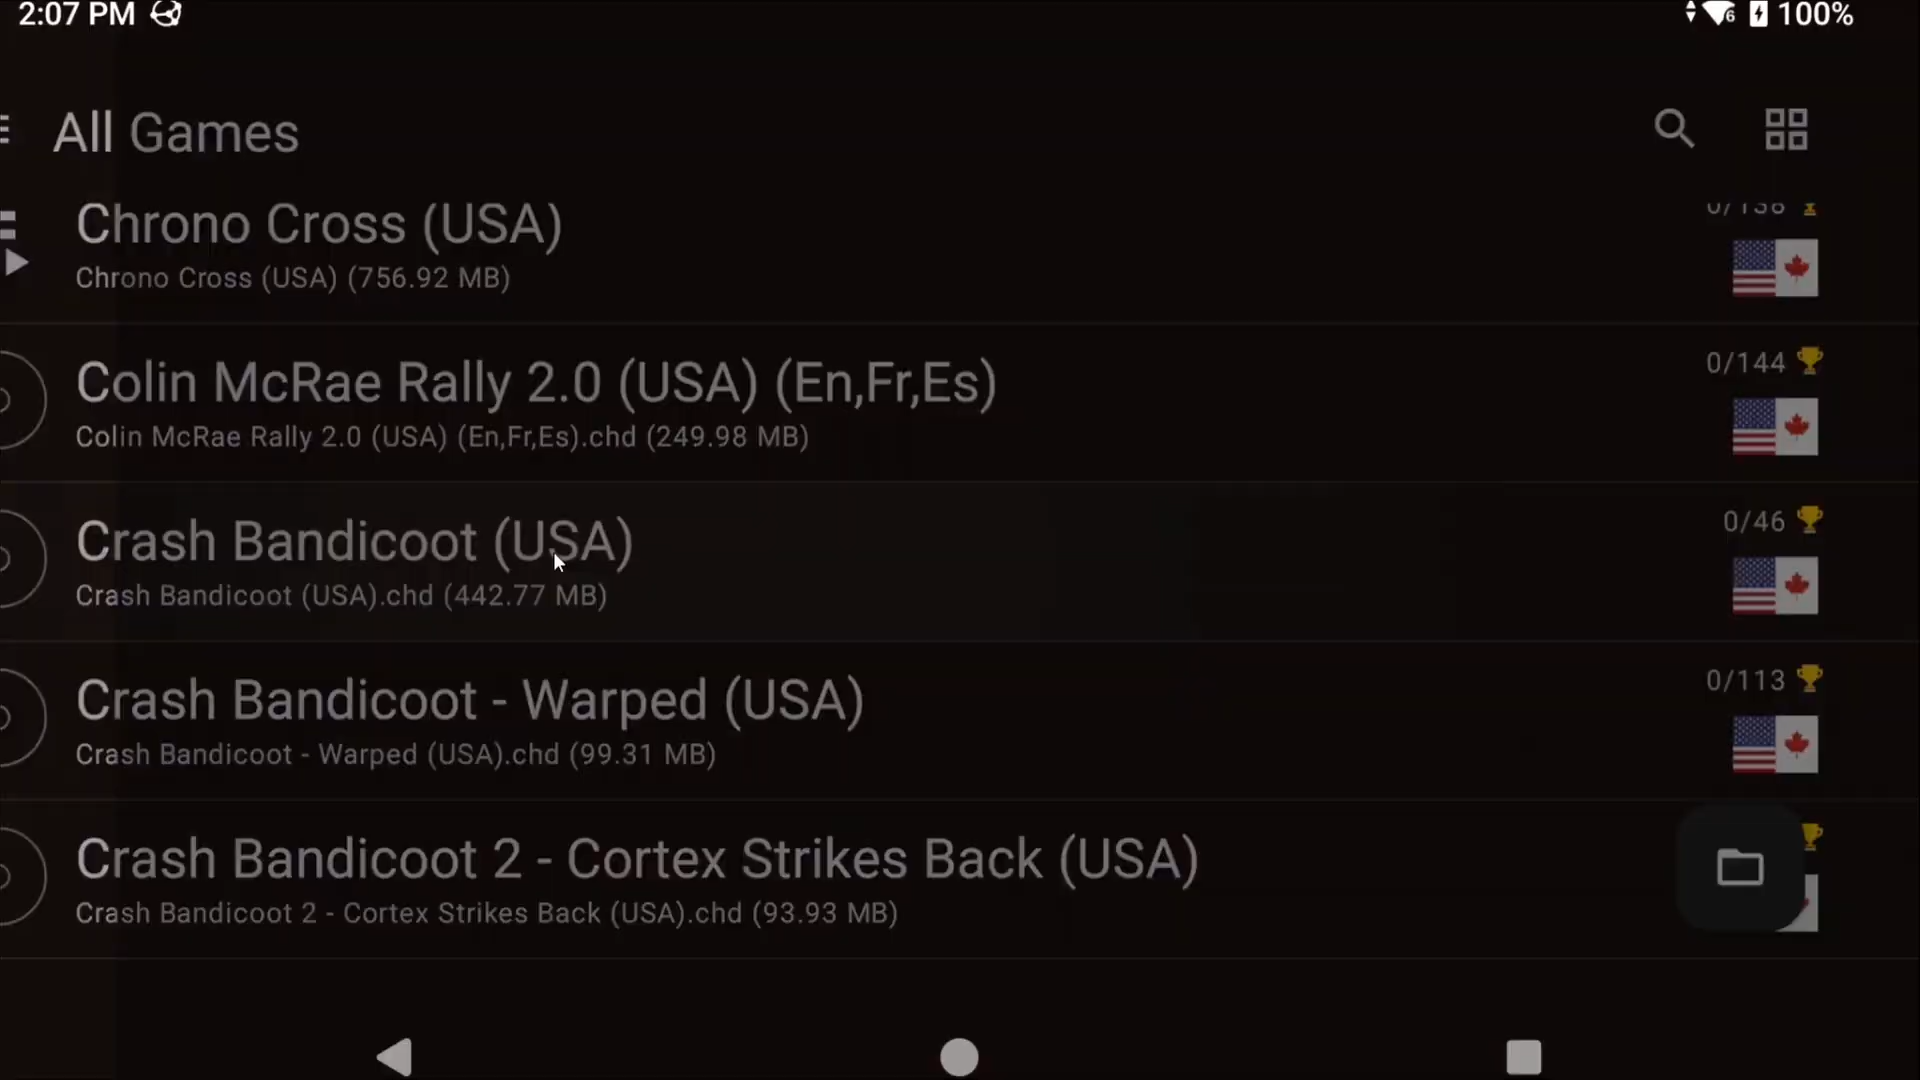 2:07 PM
6 100%
All Games
Chrono Cross (USA)
0/138
Chrono Cross (USA) (756.92 MB)
Colin McRae Rally 2.0 (USA) (En,Fr,Es)
0/144
Colin McRae Rally 2.0 (USA) (En,Fr,Es).chd (249.98 MB)
Crash Bandicoot (USA)
0/46
Crash Bandicoot (USA).chd (442.77 MB)
Crash Bandicoot - Warped (USA)
0/113
Crash Bandicoot - Warped (USA).chd (99.31 MB)
Crash Bandicoot 2 - Cortex Strikes Back (USA)
Crash Bandicoot 2 - Cortex Strikes Back (USA).chd (93.93 MB)